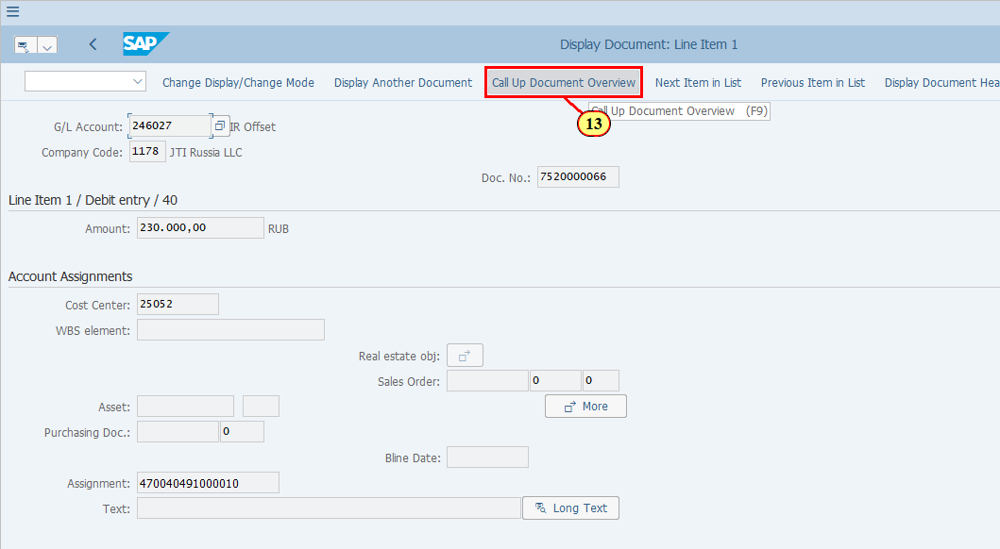 SAP
Display Document: Line Item 1
Change Display/Change Mode Display Another Document Call Up Document Overview Next Item in List Previous Item in List Display Document Hea
Call Up Document Overview (F9)
13
G/L Account: 246027 IR Offset
Company Code: 1178 JTI Russia LLC
Doc. No.: 7520000066
Line Item 1 / Debit entry / 40
Amount: 230.000,00 RUB
Account Assignments
Cost Center: 25052
WBS element:
Real estate obj:
Sales Order: 0 0
Asset: More
Purchasing Doc.: 0
Bline Date:
Assignment: 470040491000010
Text: Long Text